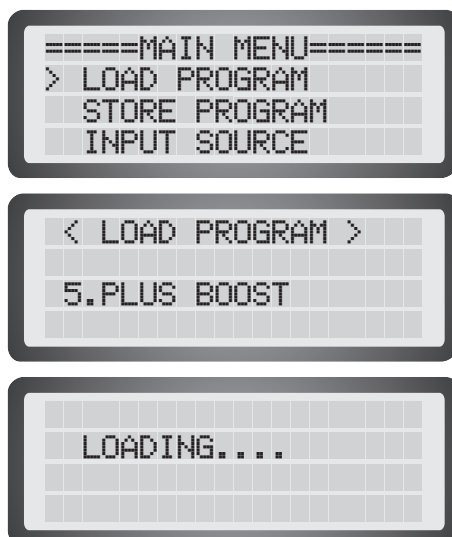 =====MAIN MENU======
> LOAD PROGRAM
STORE PROGRAM
INPUT SOURCE
< LOAD PROGRAM >
5.PLUS BOOST
LOADING....